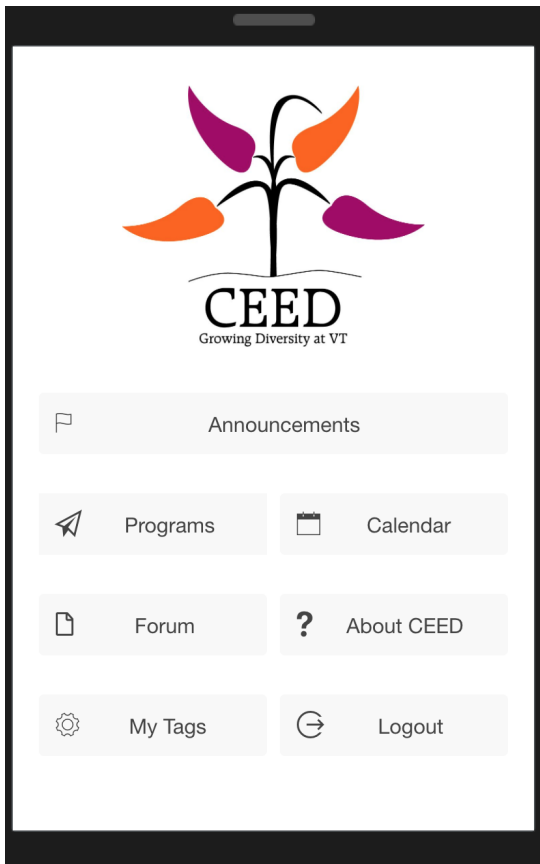 CEED
Growing Diversity at VT
Announcements
Programs
Calendar
Forum
About CEED
My Tags
Logout